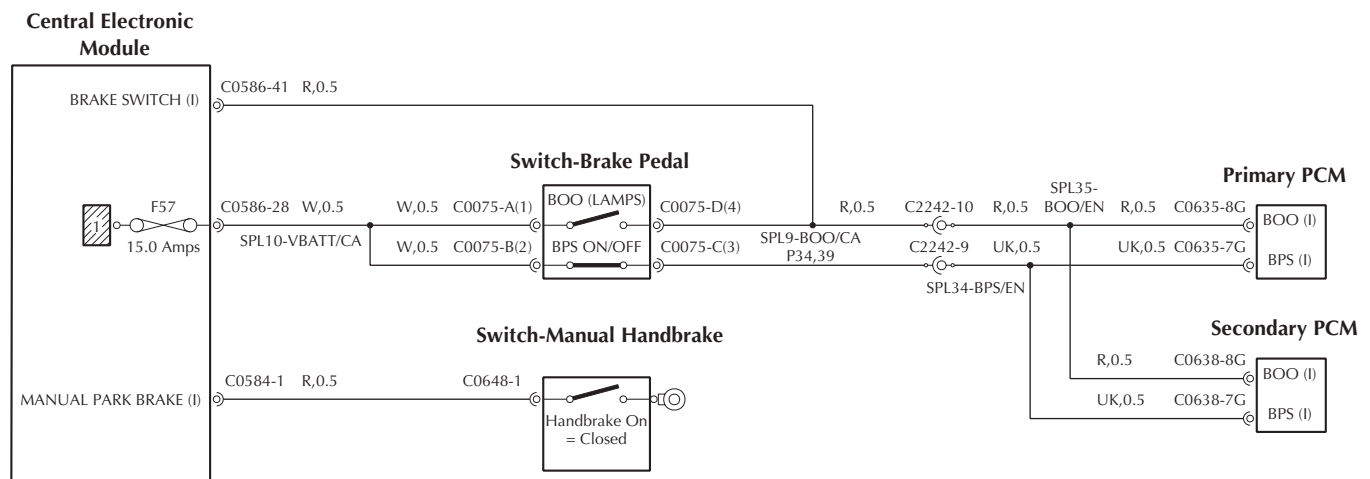 Central Electronic
Module
C0586-41 R,0.5
BRAKE SWITCH (I)
Switch-Brake Pedal
Primary PCM
SPL35-
BOO/EN
F57
1
15.0 Amps
C0586-28 W,0.5
SPL10-VBATT/CA
W,0.5 C0075-A(1)
BOO (LAMPS)
C0075-D(4)
R,0.5
C2242-10
R,0.5
R,0.5 C0635-8G
BOO (I)
W,0.5 C0075-B(2)
BPS ON/OFF
C0075-C(3)
SPL9-BOO/CA
P34,39
C2242-9
UK,0.5
UK,0.5 C0635-7G
BPS (I)
SPL34-BPS/EN
Switch-Manual Handbrake
Secondary PCM
R,0.5 C0638-8G
BOO (I)
C0584-1 R,0.5
C0648-1
MANUAL PARK BRAKE (I)
UK,0.5 C0638-7G
BPS (I)
Handbrake On
= Closed